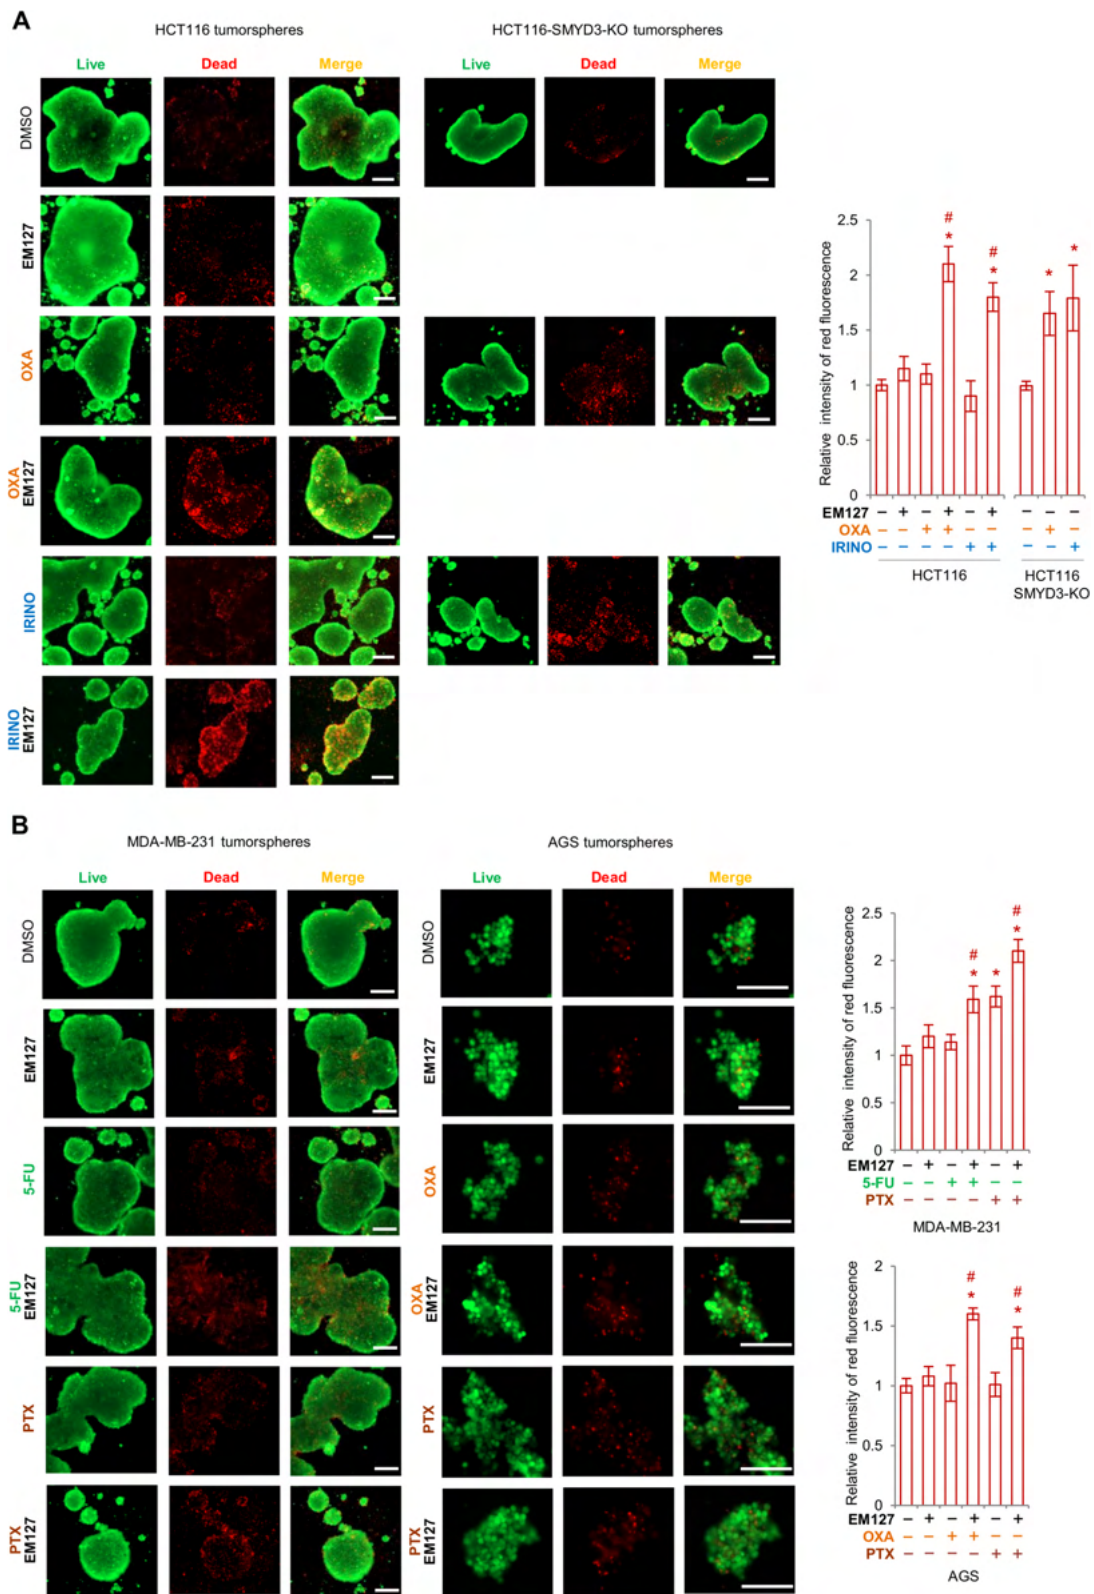 A
HCT116 tumorspheres
HCT116-SMYD3-KO tumorspheres
Live Dead Merge Live Dead Merge
DMSO
EM127
OXA
OXA
EM127
IRINO
IRINO
EM127
Relative intensity of red fluorescence
2.5
2
1.5
1
0.5
0
# # 
* * * *
EM127 – + – + – + – – –
OXA – – + + – – – + –
IRINO – – – – + + – – +
HCT116
HCT116
SMYD3-KO
B
MDA-MB-231 tumorspheres
AGS tumorspheres
Live Dead Merge Live Dead Merge
DMSO DMSO
EM127 EM127
5-FU OXA
5-FU OXA
EM127 EM127
PTX PTX
PTX PTX
EM127 EM127
Relative intensity of red fluorescence
2.5
2
1.5
1
0.5
0
# #
* * *
EM127 – + – + – +
5-FU – – + + – –
PTX – – – – + +
MDA-MB-231
Relative intensity of red fluorescence
2
1.5
1
0.5
0
# #
* *
EM127 – + – + – +
OXA – – + + – –
PTX – – – – + +
AGS